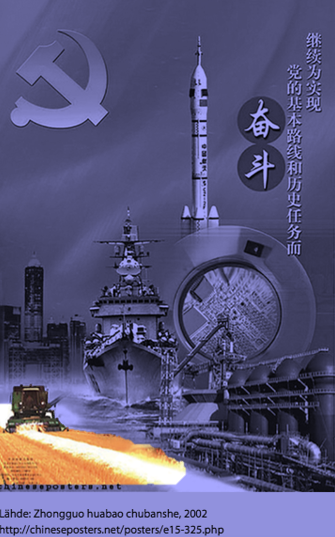 继续为实现
党的基本路线和历史任务而
奋
斗
chineseposters.net
Lähde: Zhongguo huabao chubanshe, 2002
http://chineseposters.net/posters/e15-325.php